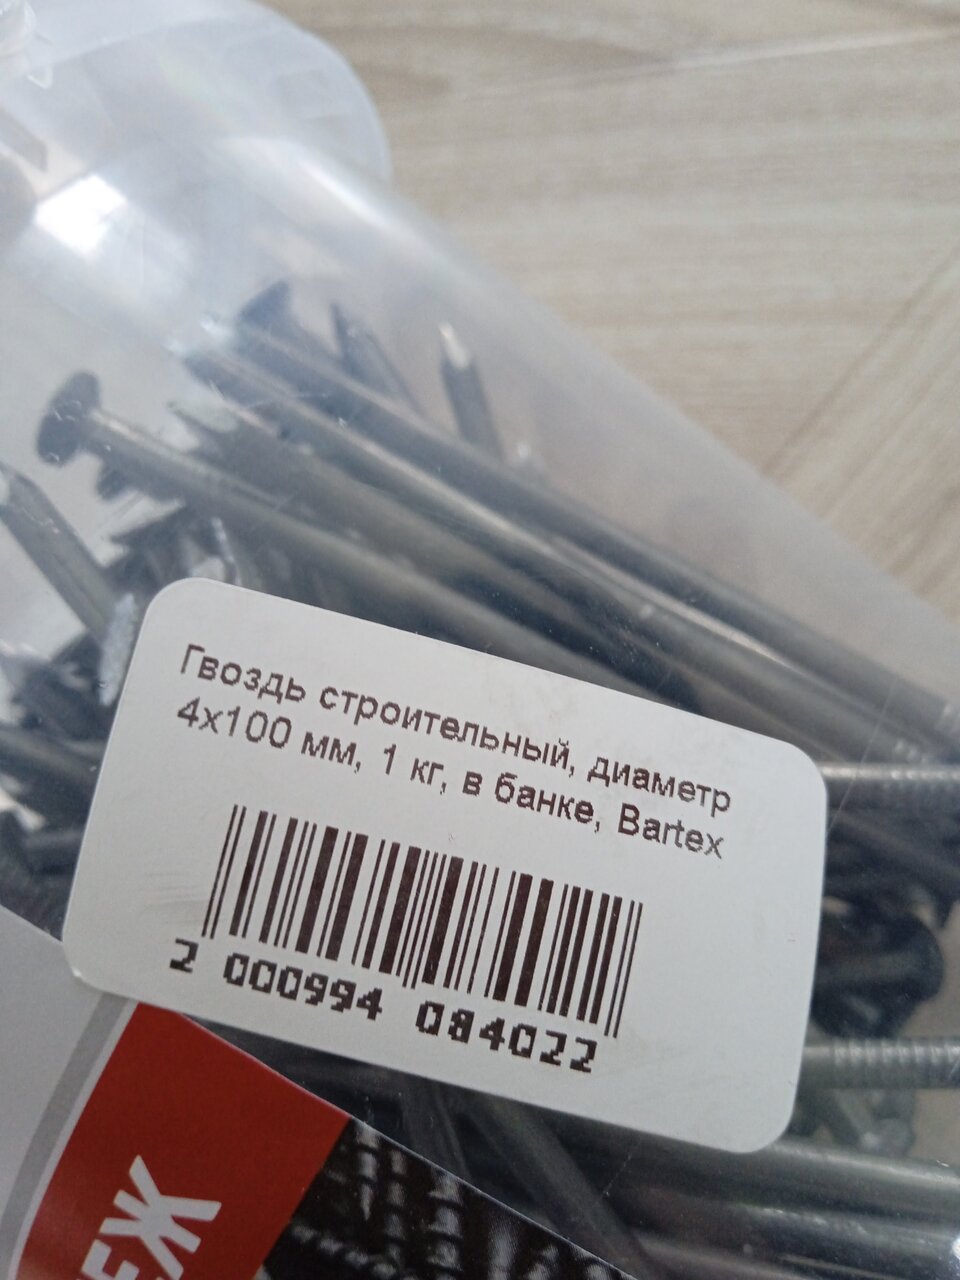 Гвоздь строительный, диаметр
4х100 мм, 1 кг, в банке, Bartex
2 000994 084022